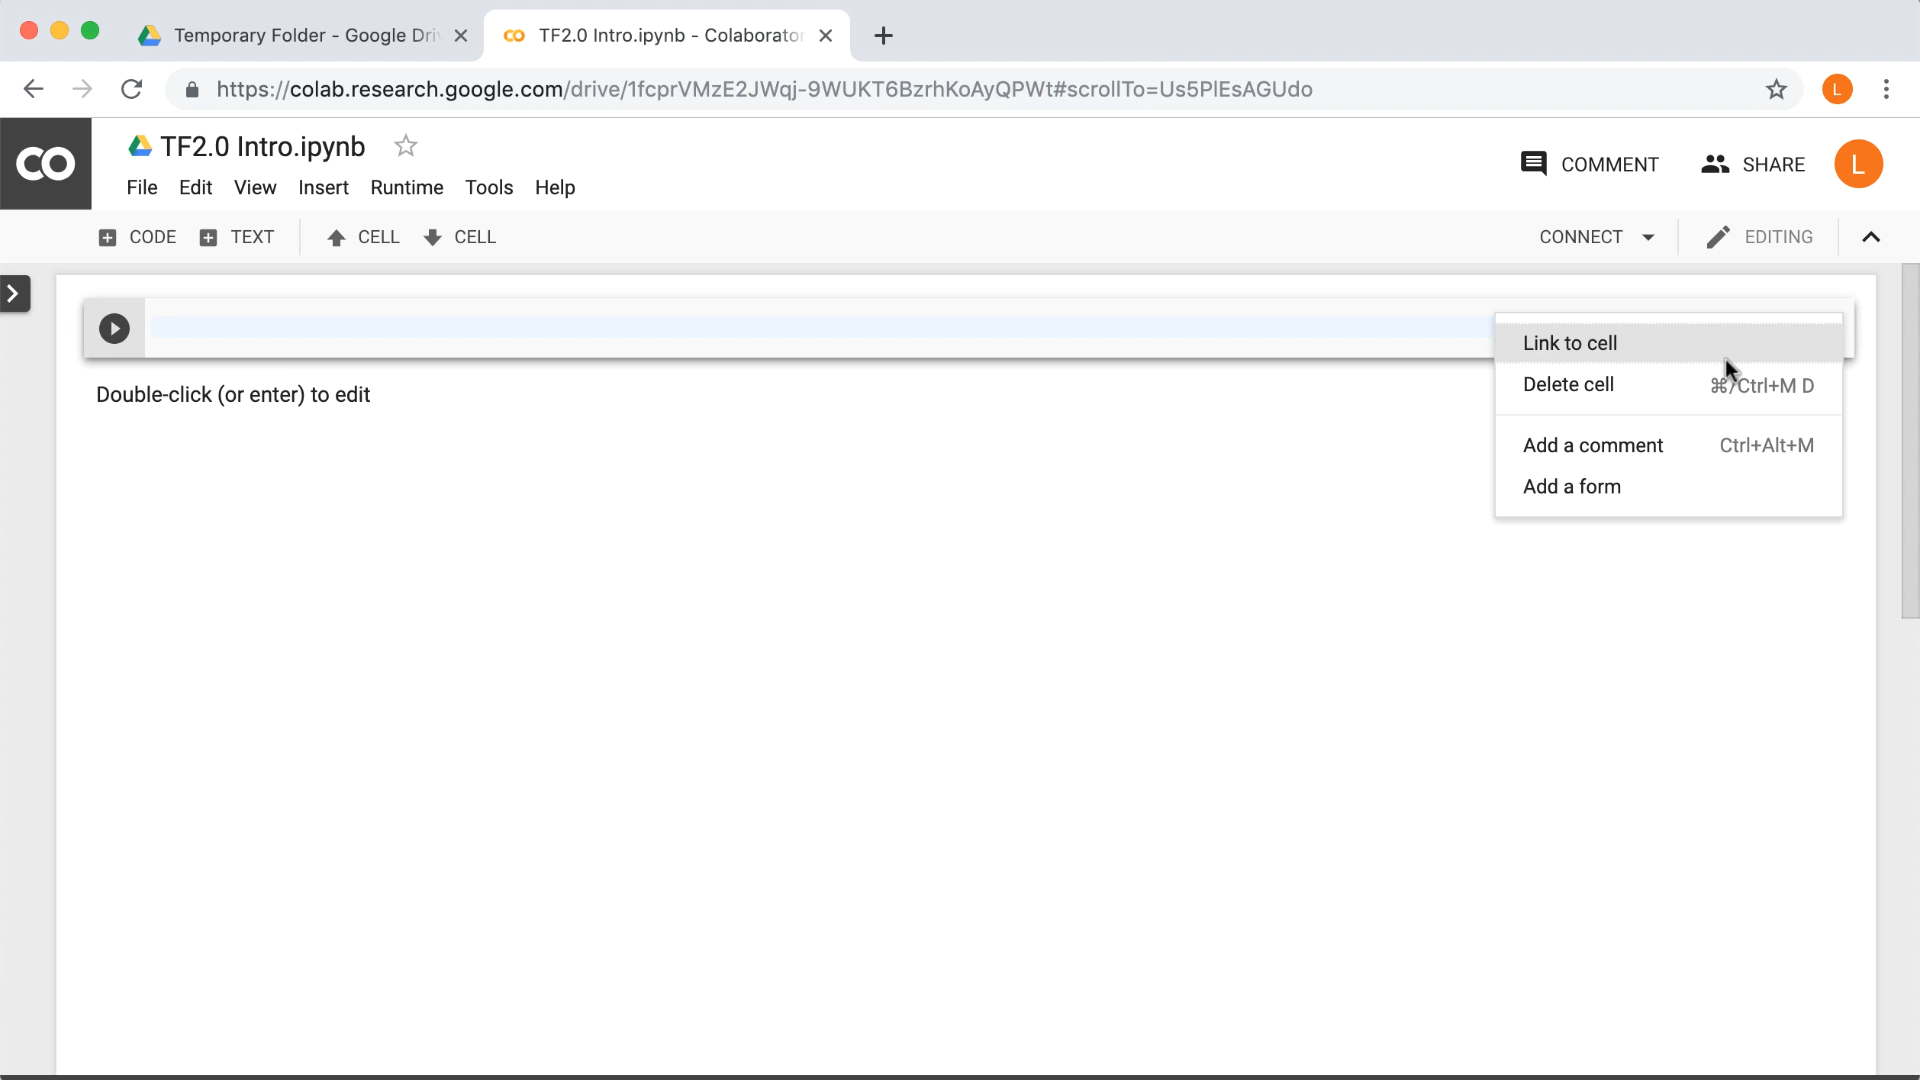 Temporary Folder - Google Dri
TF2.0 Intro.ipynb - Colaborator
https://colab.research.google.com/drive/1fcprVMzE2JWqj-9WUKT6BzrhKoAyQPWt#scrollTo=Us5PlEsAGUdo
L
CO
TF2.0 Intro.ipynb
COMMENT
SHARE
L
File Edit View Insert Runtime Tools Help
CODE TEXT CELL CELL
CONNECT EDITING
Link to cell
Delete cell ⌘/Ctrl+M D
Double-click (or enter) to edit
Add a comment Ctrl+Alt+M
Add a form